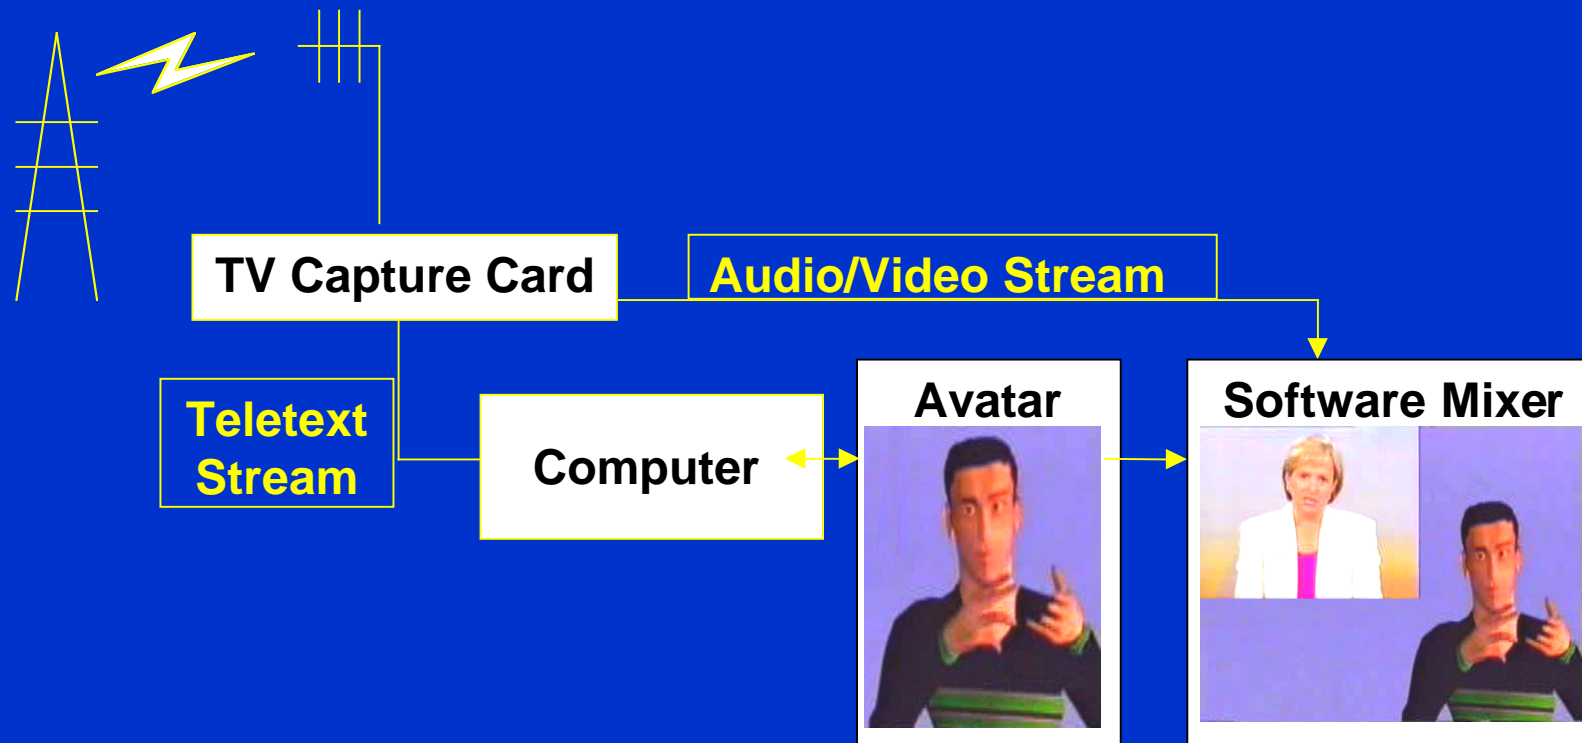 TV Capture Card
Audio/Video Stream
Teletext
Stream
Computer
Avatar
Software Mixer